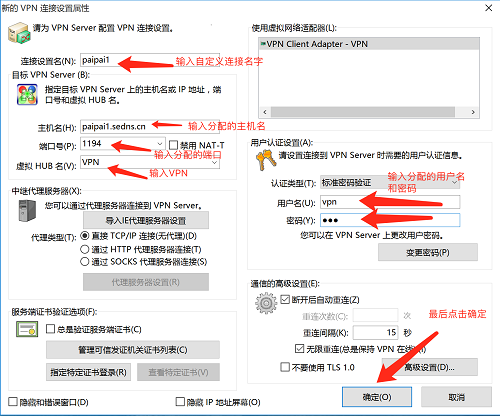 新的 VPN 连接设置属性
请为 VPN Server 配置 VPN 连接设置。
连接设置名(N):
paipai1
输入自定义连接名字
目标 VPN Server (B):
指定目标 VPN Server 上的主机名或 IP 地址，端
口号和虚拟 HUB 名。
主机名(H):
paipai1.sedns.cn
输入分配的主机名
端口号(P):
1194
禁用 NAT-T
输入分配的端口
虚拟 HUB 名(V):
VPN
输入VPN
中继代理服务器(X):
您可以通过代理服务器连接到 VPN Server。
导入IE代理服务器设置
代理类型(T):
直接 TCP/IP 连接(无代理)(D)
通过 HTTP 代理服务器连接(T)
通过 SOCKS 代理服务器连接(S)
代理服务器设置(R)
服务端证书验证选项(F):
总是验证服务端证书(C)
管理可信发证机关证书列表(C)
指定特定证书登录(R)
查看特定证书(V)
隐藏和错误窗口(D)
隐藏 IP 地址屏幕(O)
使用虚拟网络适配器(L):
VPN Client Adapter - VPN
用户认证设置(A):
请设置连接到 VPN Server 时需要的用户认证信息。
认证类型(T):
标准密码验证
输入分配的用户名
和密码
用户名(U):
vpn
密码(Y):
●●●
您可以在 VPN Server 上更改用户密码。
变更密码(P)
通信的高级设置(E):
断开后自动重连(Z)
重连次数(C):
次
重连间隔(K):
15
秒
最后点击确定
无限重连(总是保持 VPN 在线)(I)
不要使用 TLS 1.0
高级设置(D)...
确定(O)
取消